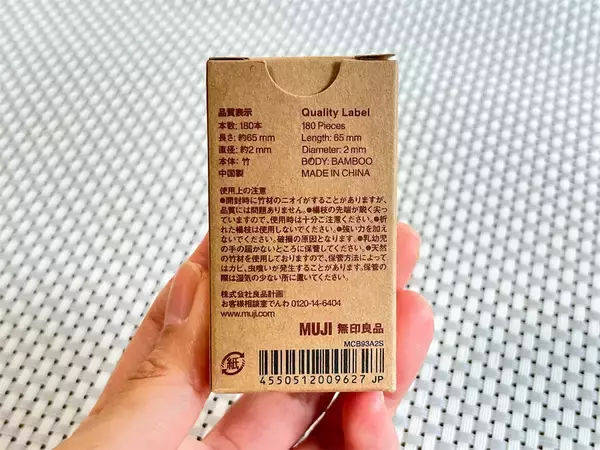 品質表示 Quality Label
本数: 180本 180 Pieces
長さ: 約65 mm Length: 65 mm
直径: 約2 mm Diameter: 2 mm
本体: 竹 BODY: BAMBOO
中国製 MADE IN CHINA
使用上の注意
●開封時に竹材のニオイがすることがありますが、
品質には問題ありません。●楊枝の先端が鋭く尖っ
ていますので、使用時は十分ご注意ください。●折
れた楊枝は使用しないでください。●強い力を加え
ないでください。破損の原因となります。●乳幼児
の手の届かないところに保管してください。●天然
の竹材を使用しておりますので、保管方法によって
はカビ、虫喰いが発生することがあります。保管の
際は湿気の少ない所に置いてください。
株式会社良品計画
お客様相談室でんわ 0120-14-6404
www.muji.com
MUJI 無印良品
MCB93A2S
紙
4550512009627 JP